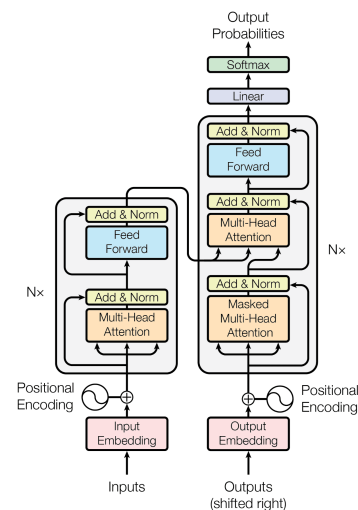 Output
Probabilities
Softmax
Linear
Add & Norm
Feed
Forward
Add & Norm
Multi-Head
Attention
Add & Norm
Masked
Multi-Head
Attention
N×
Add & Norm
Feed
Forward
N×
Add & Norm
Multi-Head
Attention
Positional
Encoding
Positional
Encoding
Input
Embedding
Output
Embedding
Inputs
Outputs
(shifted right)